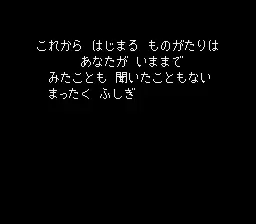 これから はじまる ものがたりは
あなたが いままで
みたことも 聞いたこともない
まったく ふしぎ